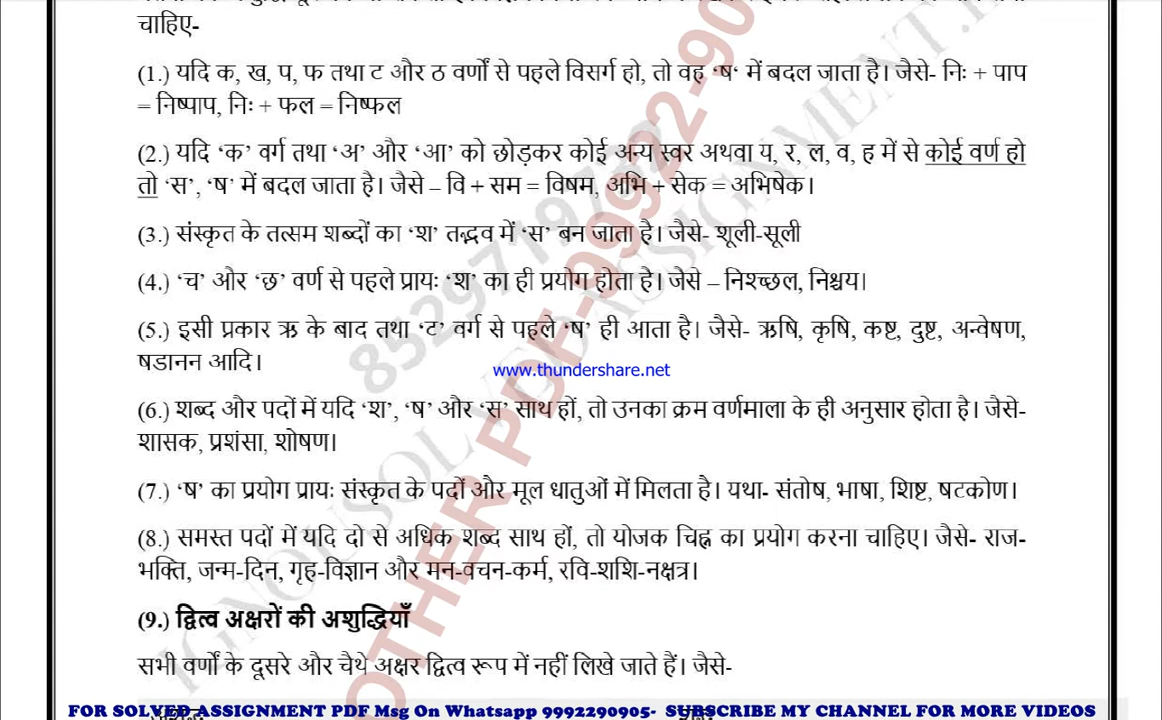 चाहिए-
(1.) यदि क, ख, प, फ तथा ट और ठ वर्णों से पहले विसर्ग हो, तो वह ‘ष‘ में बदल जाता है। जैसे- निः + पाप
= निष्पाप, निः + फल = निष्फल
(2.) यदि ‘क’ वर्ग तथा ‘अ’ और ‘आ’ को छोड़कर कोई अन्य स्वर अथवा य, र, ल, व, ह में से कोई वर्ण हो
तो ‘स’, ‘ष’ में बदल जाता है। जैसे – वि + सम = विषम, अभि + सेक = अभिषेक।
(3.) संस्कृत के तत्सम शब्दों का ‘श’ तद्भव में ‘स’ बन जाता है। जैसे- शूली-सूली
(4.) ‘च’ और ‘छ’ वर्ण से पहले प्रायः ‘श’ का ही प्रयोग होता है। जैसे – निश्च्छल, निश्चय।
(5.) इसी प्रकार ऋ के बाद तथा ‘ट’ वर्ग से पहले ‘ष’ ही आता है। जैसे- ऋषि, कृषि, कष्ट, दुष्ट, अन्वेषण,
षडानन आदि।
www.thundershare.net
(6.) शब्द और पदों में यदि ‘श’, ‘ष’ और ‘स’ साथ हों, तो उनका क्रम वर्णमाला के ही अनुसार होता है। जैसे-
शासक, प्रशंसा, शोषण।
(7.) ‘ष’ का प्रयोग प्रायः संस्कृत के पदों और मूल धातुओं में मिलता है। यथा- संतोष, भाषा, शिष्ट, षटकोण।
(8.) समस्त पदों में यदि दो से अधिक शब्द साथ हों, तो योजक चिह्न का प्रयोग करना चाहिए। जैसे- राज-
भक्ति, जन्म-दिन, गृह-विज्ञान और मन-वचन-कर्म, रवि-शशि-नक्षत्र।
(9.) द्वित्व अक्षरों की अशुद्धियाँ
सभी वर्णों के दूसरे और चैथे अक्षर द्वित्व रूप में नहीं लिखे जाते हैं। जैसे-
FOR SOLVED ASSIGNMENT PDF Msg On Whatsapp 9992290905- SUBSCRIBE MY CHANNEL FOR MORE VIDEOS